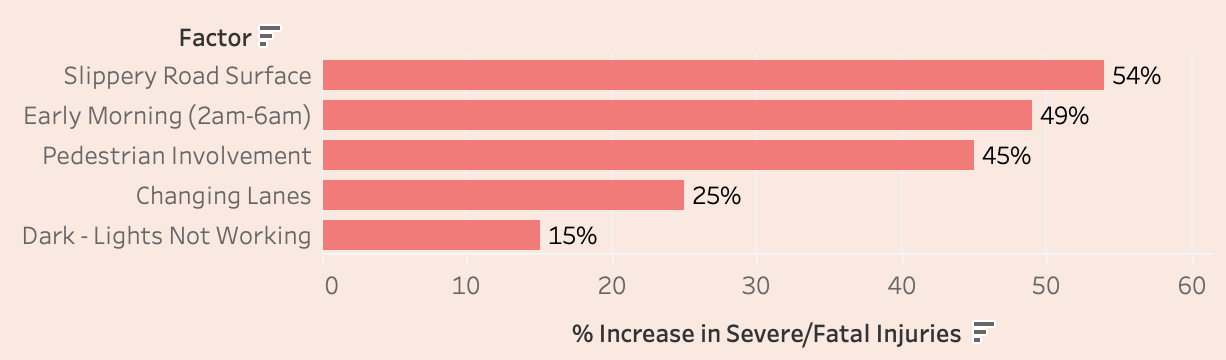 Factor
Slippery Road Surface 54%
Early Morning (2am-6am) 49%
Pedestrian Involvement 45%
Changing Lanes 25%
Dark - Lights Not Working 15%
0 10 20 30 40 50 60
% Increase in Severe/Fatal Injuries